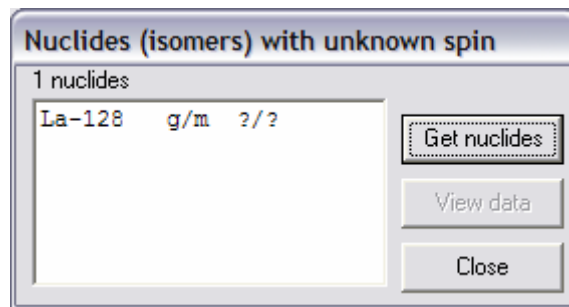 Nuclides (isomers) with unknown spin
1 nuclides
La-128 g/m ?/?
Get nuclides
View data
Close